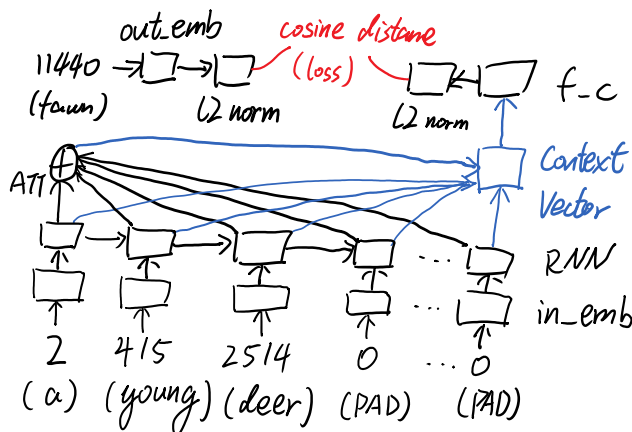 out_emb
cosine distane
(loss)
11440
(fawn)
L2 norm
L2 norm
f_c
ATT
+
Context
Vector
RNN
...
in_emb
...
2 415 2514 0 ... 0
(a) (young) (deer) (PAD) (PAD)